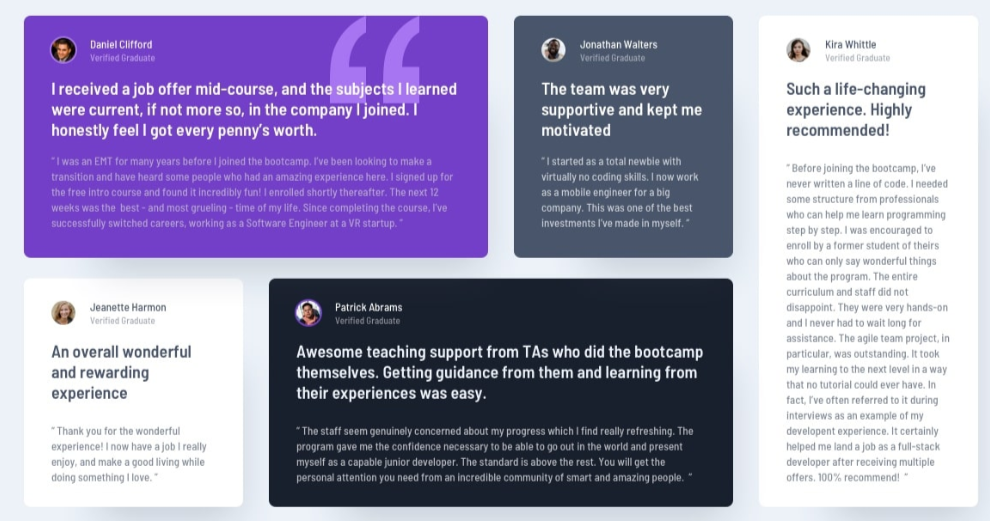 Daniel Clifford
Verified Graduate
I received a job offer mid-course, and the subjects I learned
were current, if not more so, in the company I joined. I
honestly feel I got every penny’s worth.
“ I was an EMT for many years before I joined the bootcamp. I’ve been looking to make a
transition and have heard some people who had an amazing experience here. I signed up for
the free intro course and found it incredibly fun! I enrolled shortly thereafter. The next 12
weeks was the best - and most grueling - time of my life. Since completing the course, I’ve
successfully switched careers, working as a Software Engineer at a VR startup. ”
Jonathan Walters
Verified Graduate
The team was very
supportive and kept me
motivated
“ I started as a total newbie with
virtually no coding skills. I now work
as a mobile engineer for a big
company. This was one of the best
investments I’ve made in myself. ”
Kira Whittle
Verified Graduate
Such a life-changing
experience. Highly
recommended!
“ Before joining the bootcamp, I’ve
never written a line of code. I needed
some structure from professionals
who can help me learn programming
step by step. I was encouraged to
enroll by a former student of theirs
who can only say wonderful things
about the program. The entire
curriculum and staff did not
disappoint. They were very hands-on
and I never had to wait long for
assistance. The agile team project, in
particular, was outstanding. It took
my learning to the next level in a way
that no tutorial could ever have. In
fact, I’ve often referred to it during
interviews as an example of my
developent experience. It certainly
helped me land a job as a full-stack
developer after receiving multiple
offers. 100% recommend! ”
Jeanette Harmon
Verified Graduate
An overall wonderful
and rewarding
experience
“ Thank you for the wonderful
experience! I now have a job I really
enjoy, and make a good living while
doing something I love. ”
Patrick Abrams
Verified Graduate
Awesome teaching support from TAs who did the bootcamp
themselves. Getting guidance from them and learning from
their experiences was easy.
“ The staff seem genuinely concerned about my progress which I find really refreshing. The
program gave me the confidence necessary to be able to go out in the world and present
myself as a capable junior developer. The standard is above the rest. You will get the
personal attention you need from an incredible community of smart and amazing people. ”